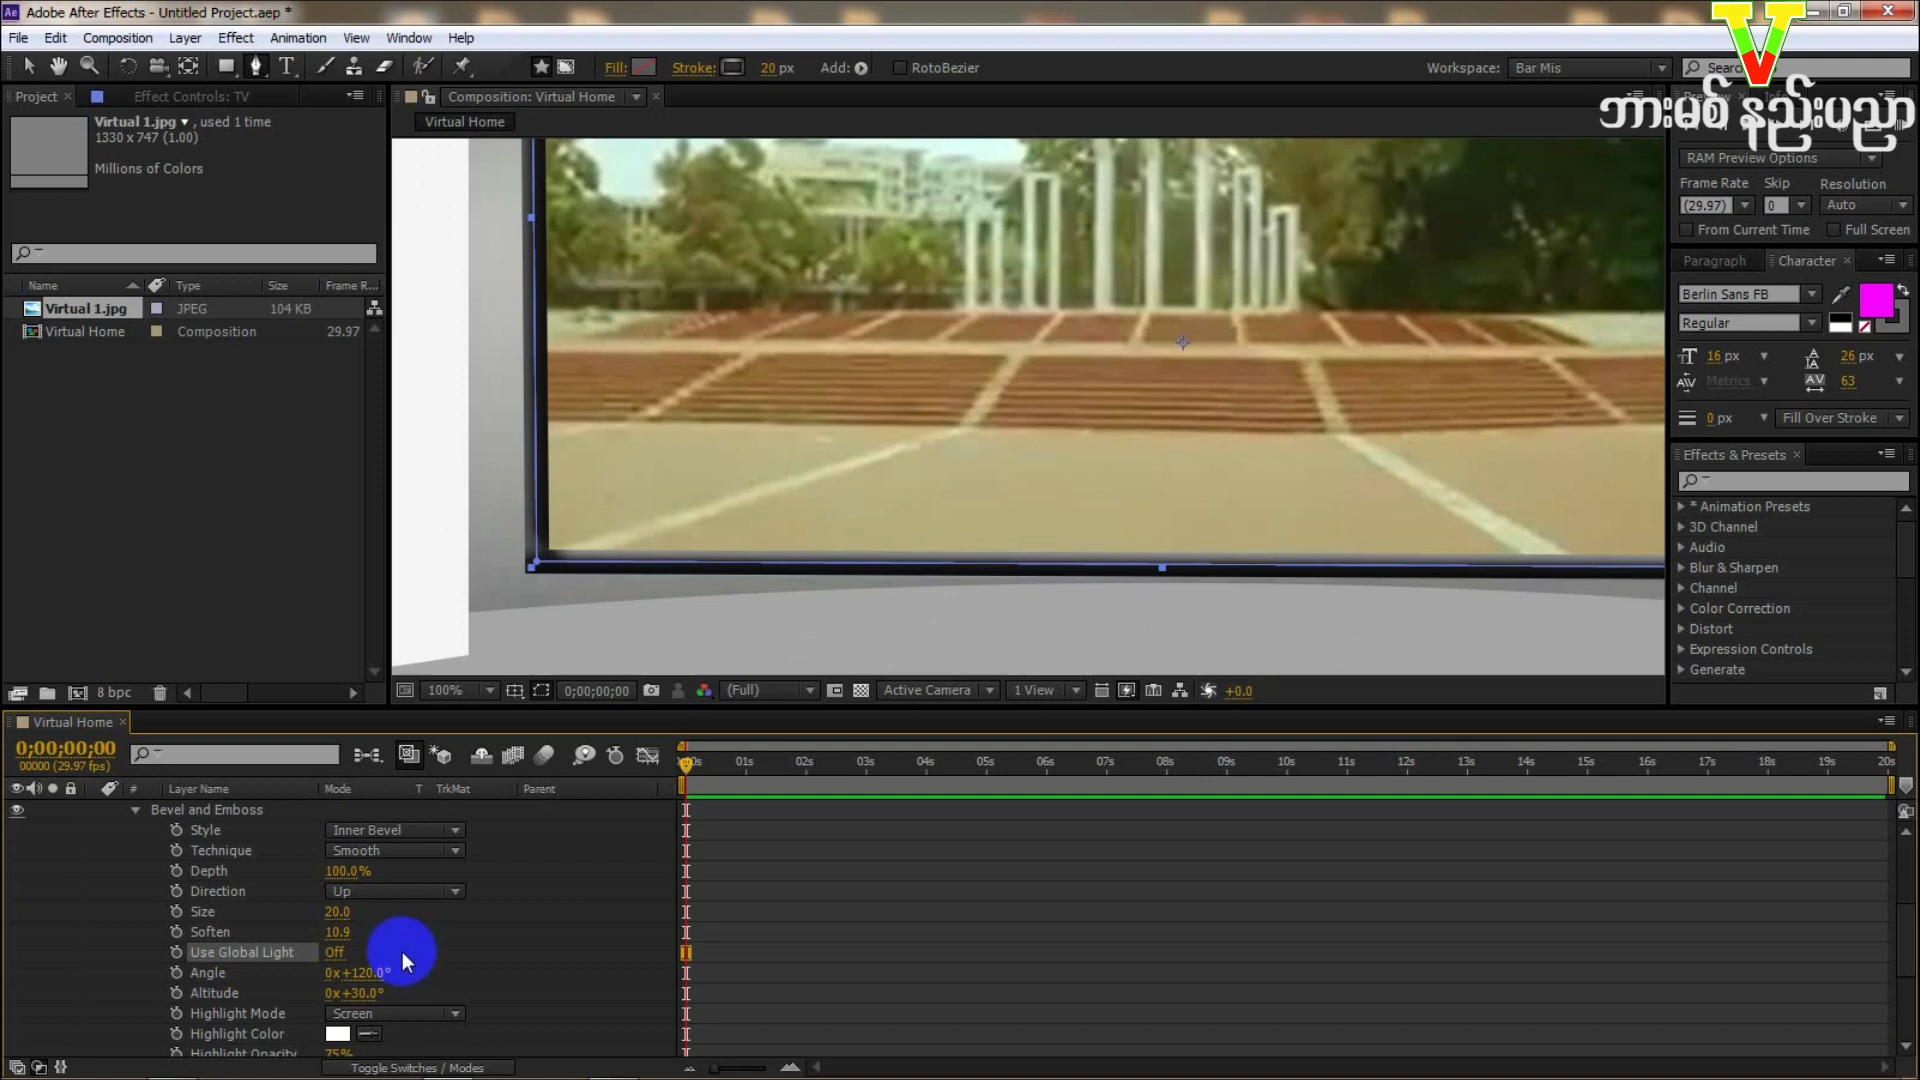 Adobe After Effects - Untitled Project.aep *
File Edit Composition Layer Effect Animation View Window Help
Fill: Stroke: 20 px Add: RotoBezier Workspace: Bar Mis
V
ဘားမစ် နည်းပညာ
Project Effect Controls: TV Composition: Virtual Home
Virtual Home
Virtual 1.jpg , used 1 time
1330 x 747 (1.00)
Millions of Colors
Name Type Size Frame R...
Virtual 1.jpg JPEG 104 KB
Virtual Home Composition 29.97
8 bpc
100% 0;00;00;00 (Full) Active Camera 1 View +0.0
RAM Preview Options
Frame Rate Skip Resolution
(29.97) 0 Auto
From Current Time Full Screen
Paragraph Character
Berlin Sans FB
Regular
16 px 26 px
Metrics 63
0 px Fill Over Stroke
Effects & Presets
* Animation Presets
3D Channel
Audio
Blur & Sharpen
Channel
Color Correction
Distort
Expression Controls
Generate
Virtual Home
0;00;00;00
00000 (29.97 fps)
01s 02s 03s 04s 05s 06s 07s 08s 09s 10s 11s 12s 13s 14s 15s 16s 17s 18s 19s 20s
# Layer Name Mode T TrkMat Parent
Bevel and Emboss
Style Inner Bevel
Technique Smooth
Depth 100.0%
Direction Up
Size 20.0
Soften 10.9
Use Global Light Off
Angle 0x+120.0°
Altitude 0x+30.0°
Highlight Mode Screen
Highlight Color
Highlight Opacity 75%
Toggle Switches / Modes